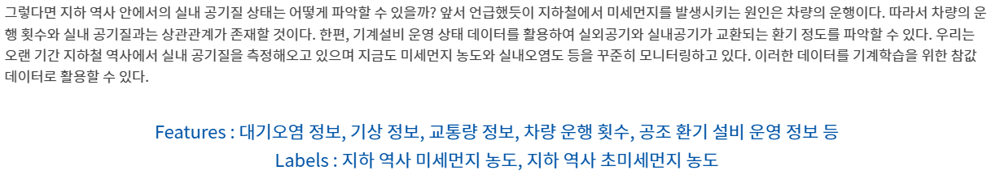 그렇다면 지하 역사 안에서의 실내 공기질 상태는 어떻게 파악할 수 있을까? 앞서 언급했듯이 지하철에서 미세먼지를 발생시키는 원인은 차량의 운행이다. 따라서 차량의 운
행 횟수와 실내 공기질과는 상관관계가 존재할 것이다. 한편, 기계설비 운영 상태 데이터를 활용하여 실외공기와 실내공기가 교환되는 환기 정도를 파악할 수 있다. 우리는
오랜 기간 지하철 역사에서 실내 공기질을 측정해오고 있으며 지금도 미세먼지 농도와 실내오염도 등을 꾸준히 모니터링하고 있다. 이러한 데이터를 기계학습을 위한 참값
데이터로 활용할 수 있다.
Features : 대기오염 정보, 기상 정보, 교통량 정보, 차량 운행 횟수, 공조 환기 설비 운영 정보 등
Labels : 지하 역사 미세먼지 농도, 지하 역사 초미세먼지 농도